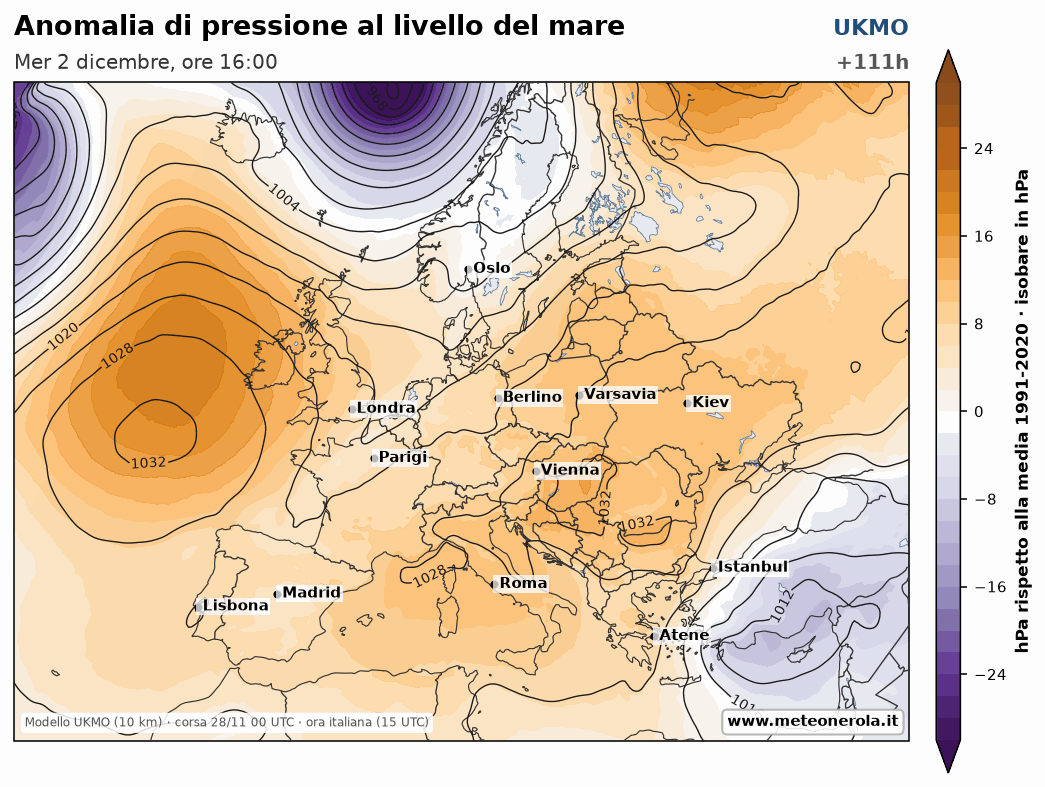 Anomalia di pressione al livello del mare
UKMO
Mer 2 dicembre, ore 16:00
+111h
968
1004
1020
1028
1032
Oslo
Londra
Berlino
Varsavia
Kiev
Parigi
Vienna
1032
1032
1028
Roma
Istanbul
1012
Madrid
Lisbona
Atene
Modello UKMO (10 km) · corsa 28/11 00 UTC · ora italiana (15 UTC)
www.meteonerola.it
24
16
8
0
−8
−16
−24
hPa rispetto alla media 1991-2020 · isobare in hPa